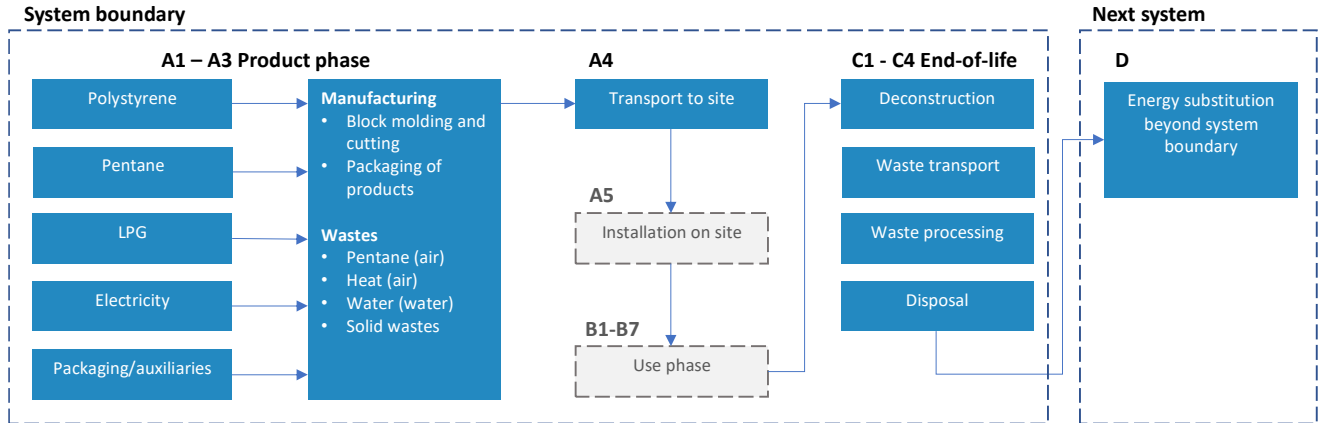 System boundary
Next system
A1 – A3 Product phase
A4
C1 - C4 End-of-life
D
Polystyrene
Pentane
LPG
Electricity
Packaging/auxiliaries
Manufacturing
• Block molding and
cutting
• Packaging of
products
Wastes
• Pentane (air)
• Heat (air)
• Water (water)
• Solid wastes
Transport to site
A5
Installation on site
B1-B7
Use phase
Deconstruction
Waste transport
Waste processing
Disposal
Energy substitution
beyond system
boundary